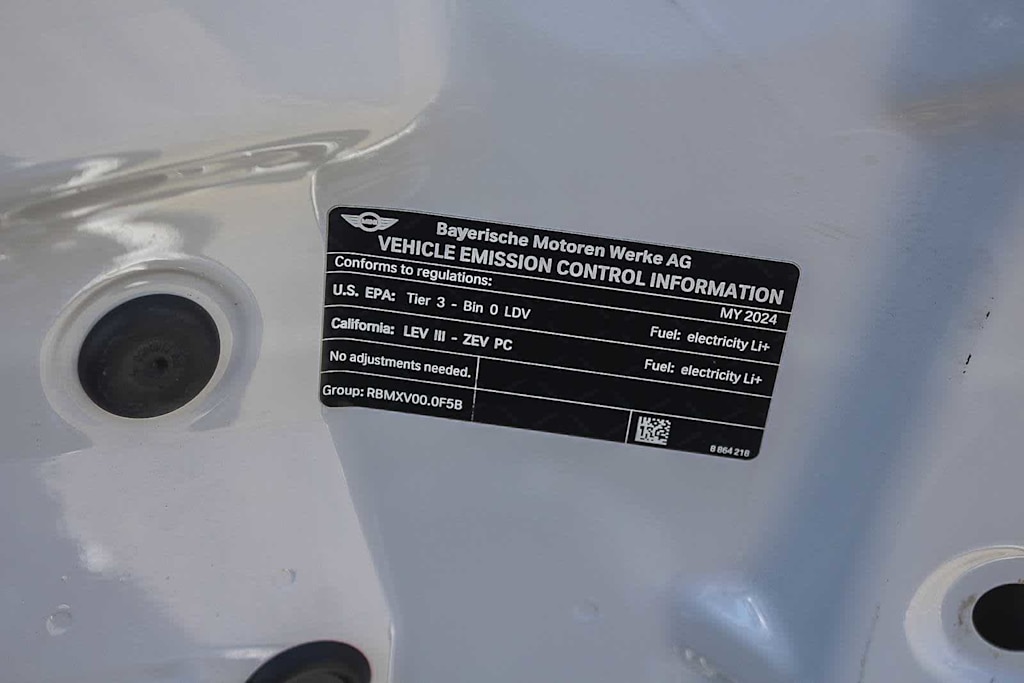 MINI
Bayerische Motoren Werke AG
VEHICLE EMISSION CONTROL INFORMATION
Conforms to regulations:
MY 2024
U.S. EPA: Tier 3 - Bin 0 LDV
Fuel: electricity Li+
California: LEV III - ZEV PC
Fuel: electricity Li+
No adjustments needed.
Group: RBMXV00.0F5B
8 864 218